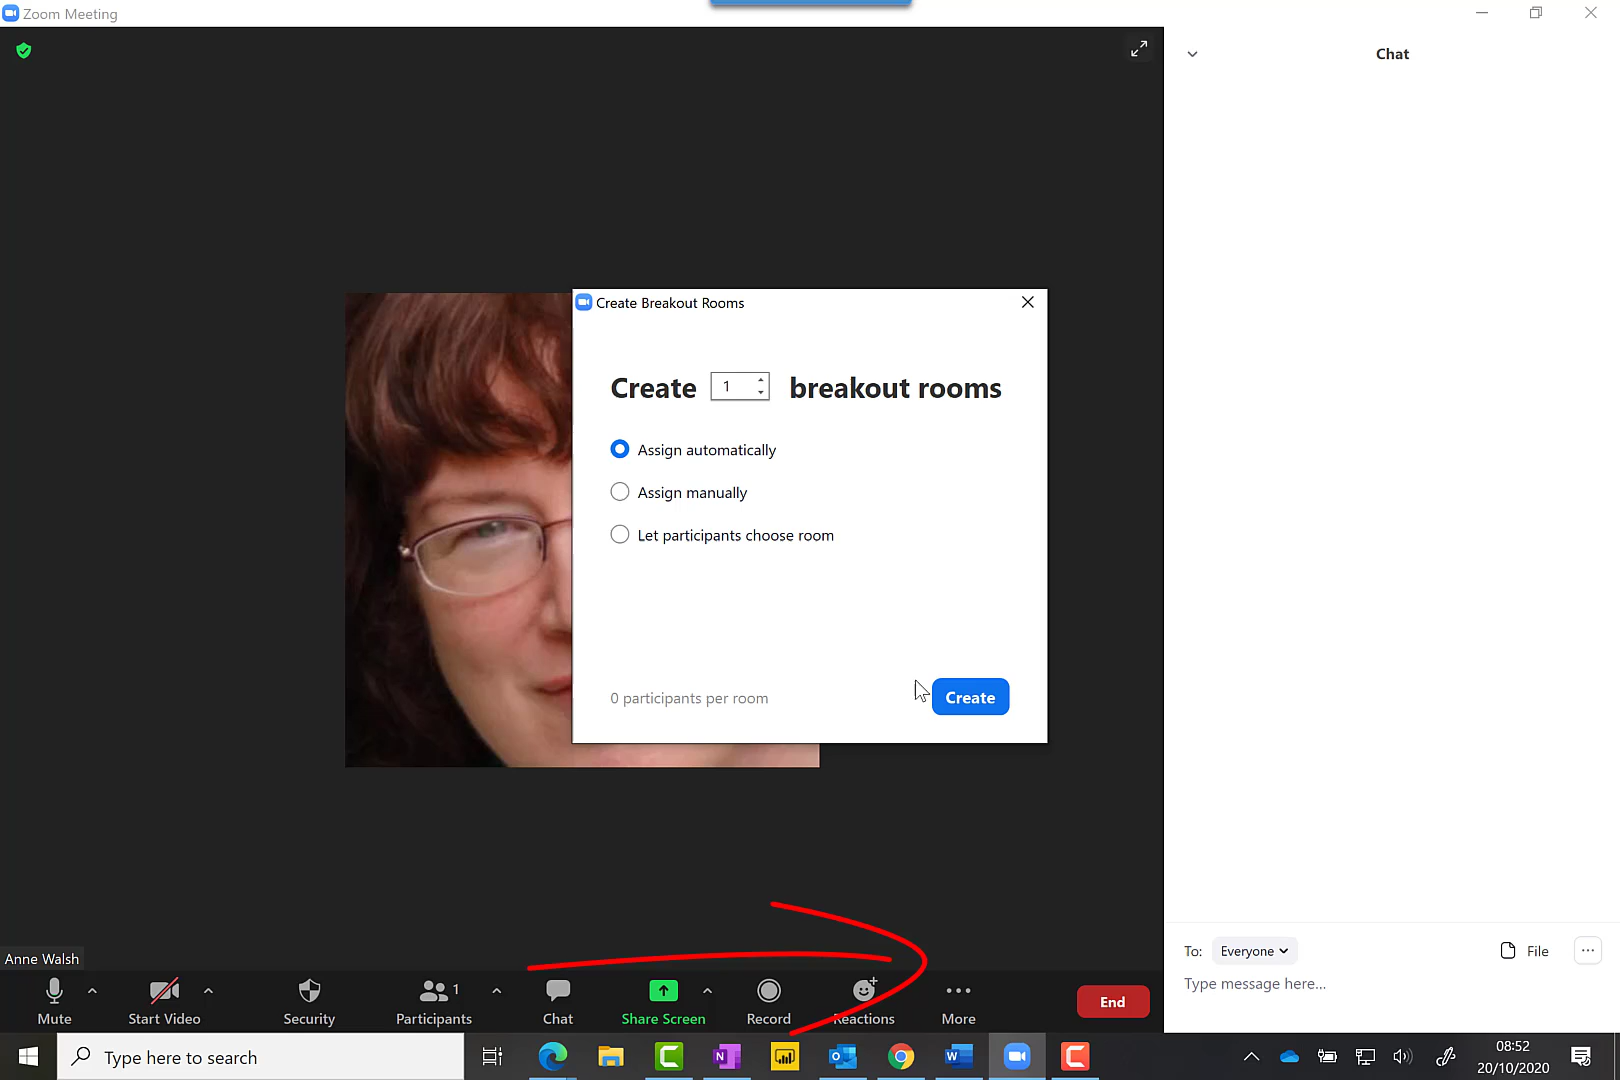 Zoom Meeting
Chat
Create Breakout Rooms
Create 1 breakout rooms
Assign automatically
Assign manually
Let participants choose room
0 participants per room
Create
Anne Walsh
To: Everyone File
Type message here...
Mute Start Video Security Participants 1 Chat Share Screen Record Reactions More End
Type here to search
08:52
20/10/2020